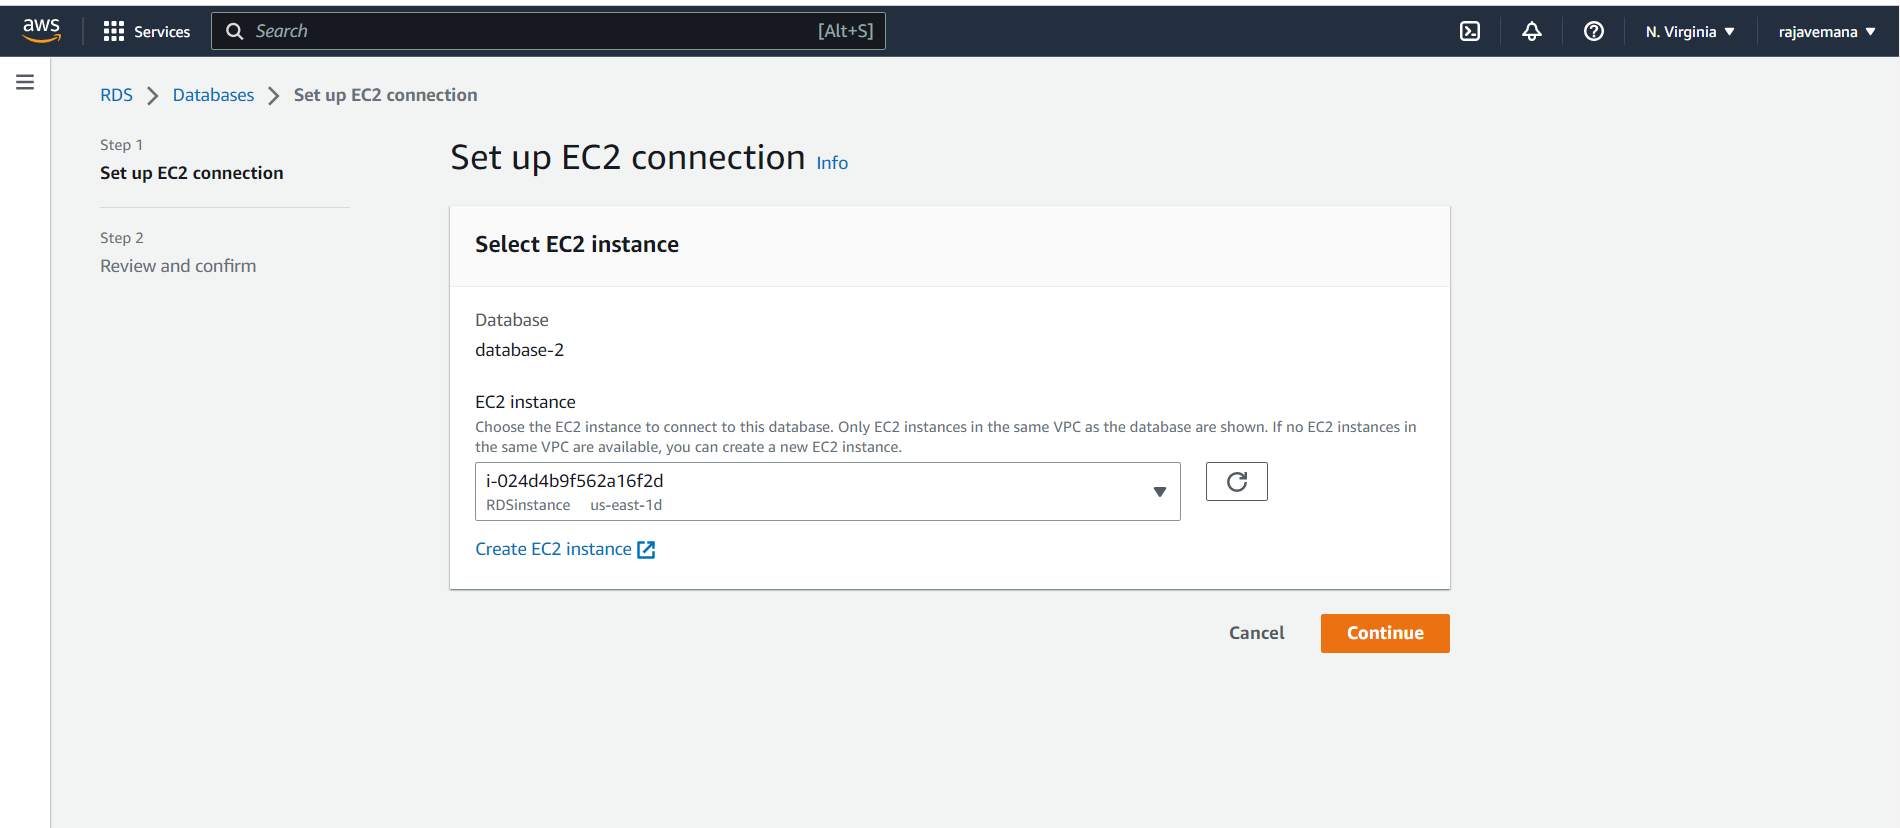 aws Services Search [Alt+S] N. Virginia rajavemana
RDS Databases Set up EC2 connection
Step 1
Set up EC2 connection
Step 2
Review and confirm
Set up EC2 connection Info
Select EC2 instance
Database
database-2
EC2 instance
Choose the EC2 instance to connect to this database. Only EC2 instances in the same VPC as the database are shown. If no EC2 instances in
the same VPC are available, you can create a new EC2 instance.
i-024d4b9f562a16f2d
RDSinstance us-east-1d
Create EC2 instance
Cancel Continue